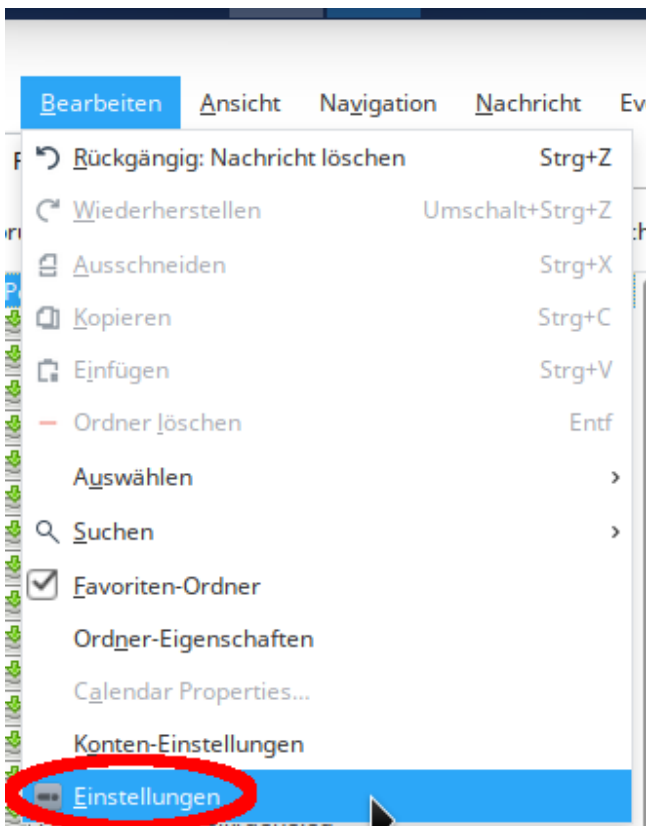 Bearbeiten Ansicht Navigation Nachricht Ev
Rückgängig: Nachricht löschen Strg+Z
Wiederherstellen Umschalt+Strg+Z
Ausschneiden Strg+X
Kopieren Strg+C
Einfügen Strg+V
Ordner löschen Entf
Auswählen
Suchen
Favoriten-Ordner
Ordner-Eigenschaften
Calendar Properties...
Konten-Einstellungen
Einstellungen